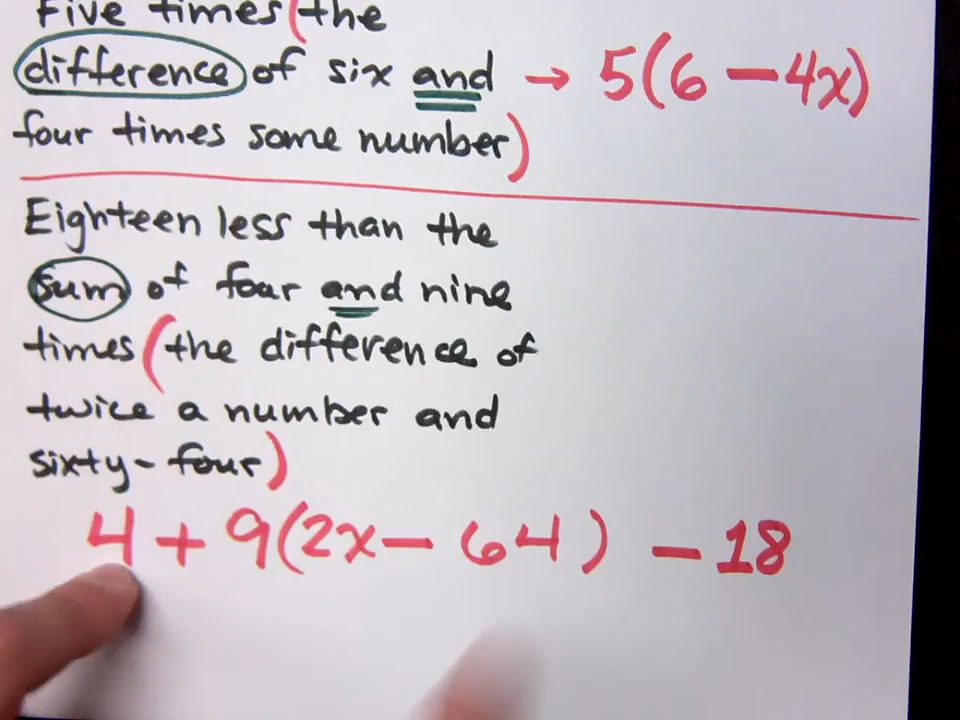 Five times (the
difference of six and → 5(6 - 4x)
four times some number)
Eighteen less than the
sum of four and nine
times (the difference of
twice a number and
sixty-four)
4 + 9(2x - 64) - 18